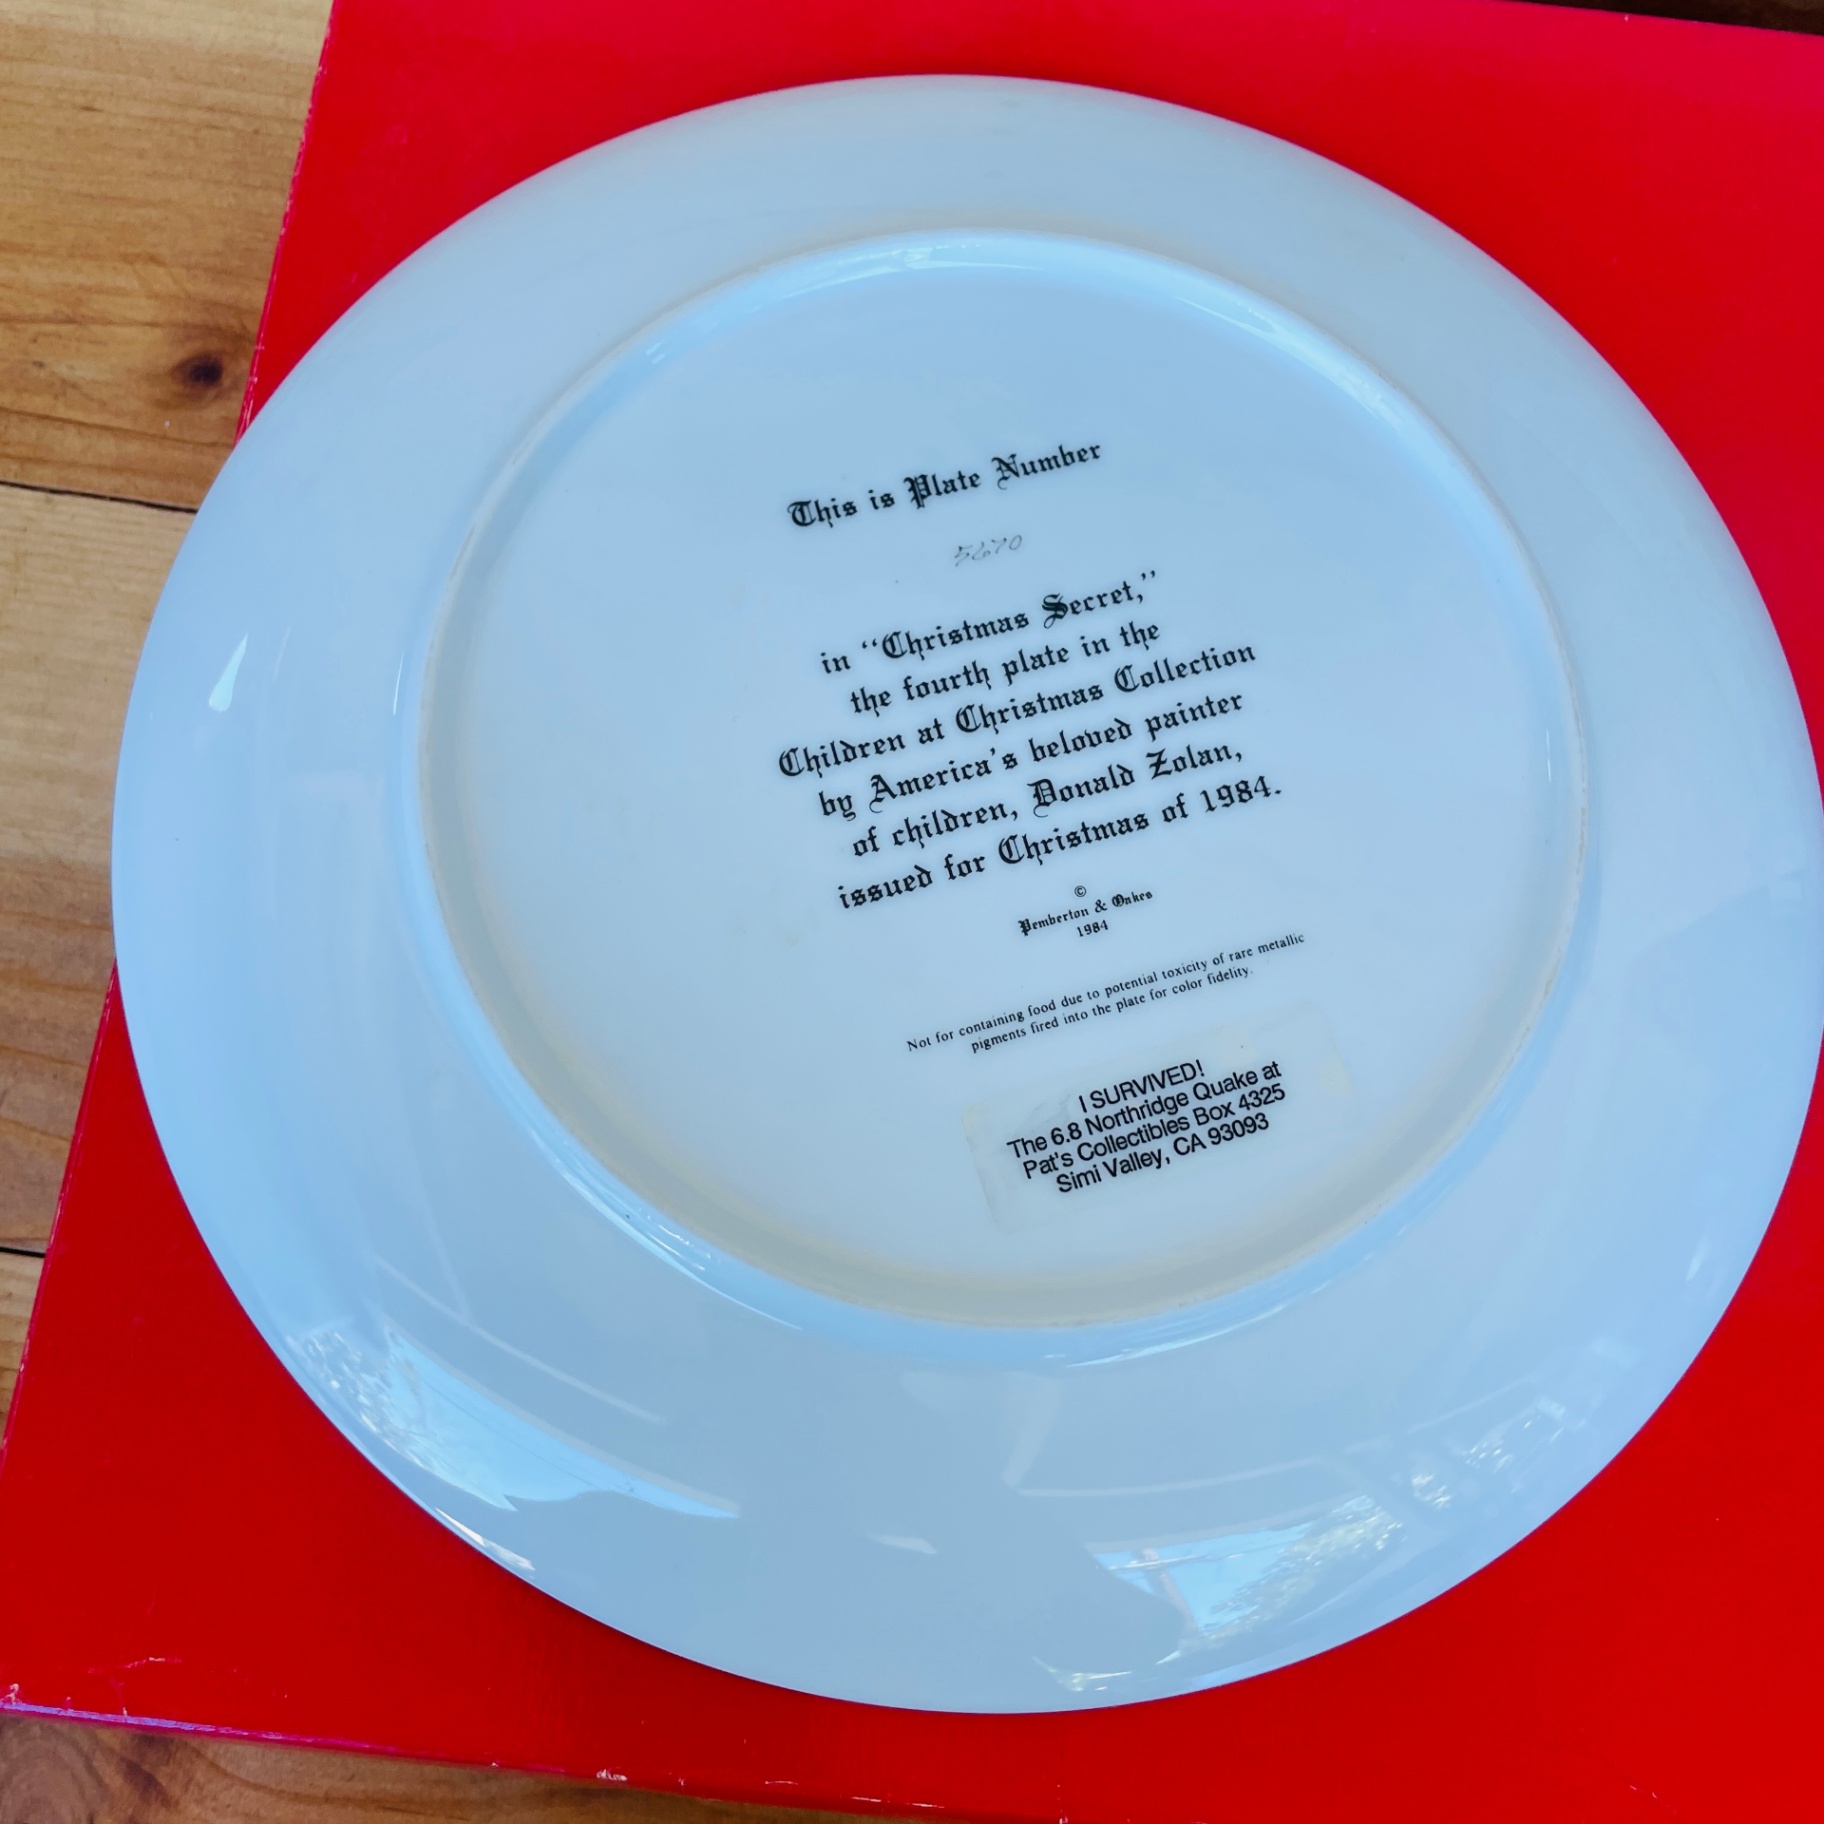 This is Plate Number
5670
in “Christmas Secret,”
the fourth plate in the
Children at Christmas Collection
by America's beloved painter
of children, Donald Zolan,
issued for Christmas of 1984.
©
Pemberton & Oakes
1984
Not for containing food due to potential toxicity of rare metallic
pigments fired into the plate for color fidelity.
I SURVIVED!
The 6.8 Northridge Quake at
Pat's Collectibles Box 4325
Simi Valley, CA 93093